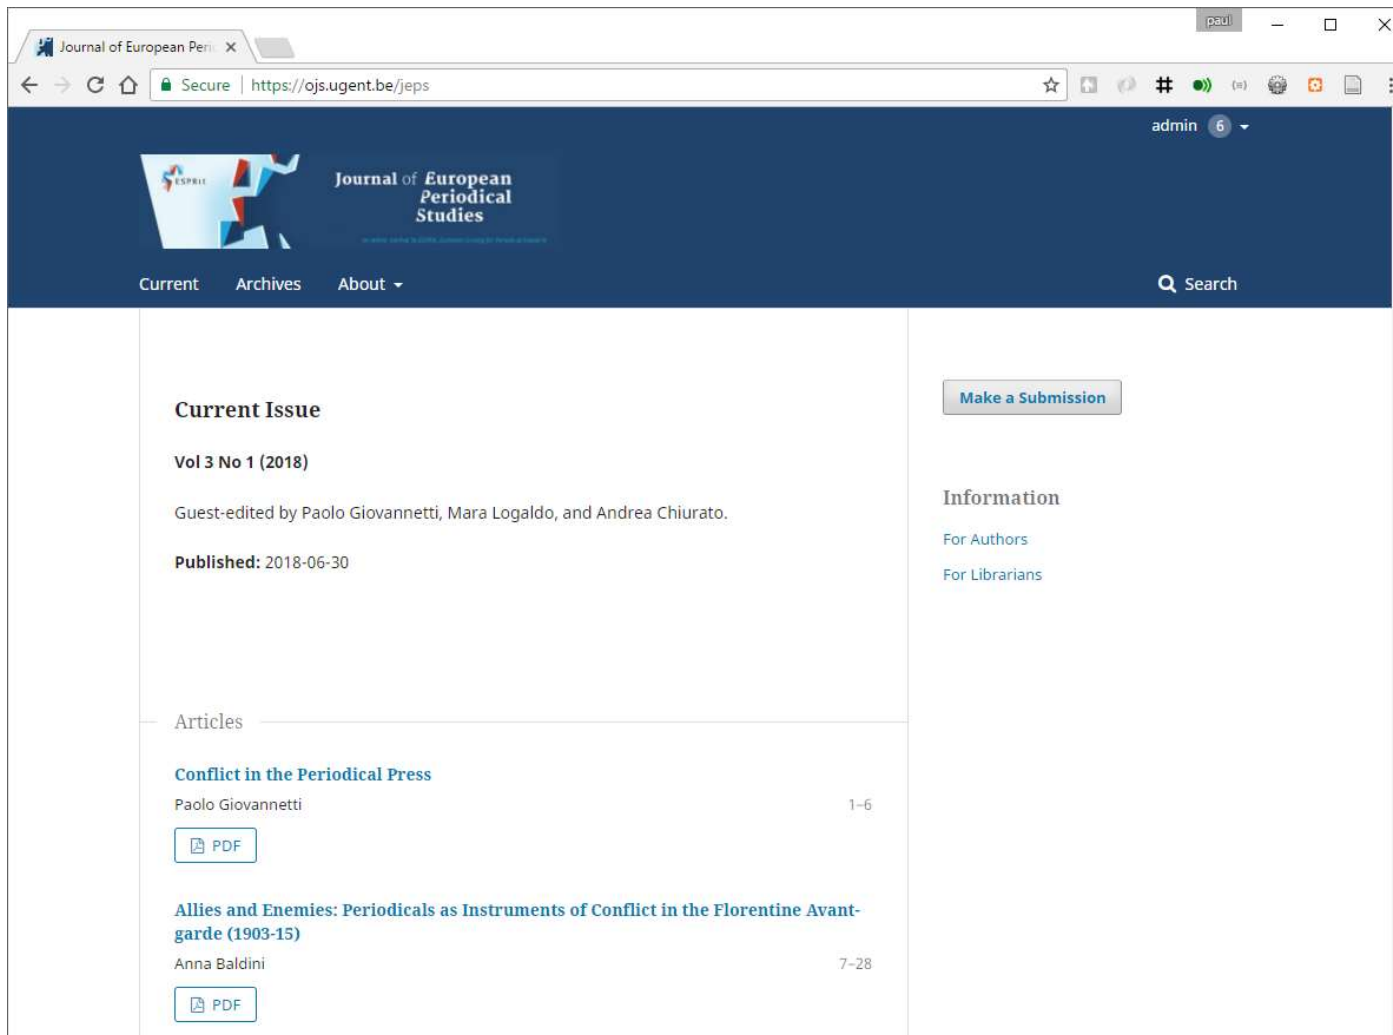 paul
Journal of European Peri
Secure https://ojs.ugent.be/jeps
admin 6
ESPRIT
Journal of European
Periodical
Studies
Current Archives About Search
Current Issue
Make a Submission
Vol 3 No 1 (2018)
Information
Guest-edited by Paolo Giovannetti, Mara Logaldo, and Andrea Chiurato.
For Authors
Published: 2018-06-30
For Librarians
Articles
Conflict in the Periodical Press
Paolo Giovannetti 1–6
PDF
Allies and Enemies: Periodicals as Instruments of Conflict in the Florentine Avant-
garde (1903-15)
Anna Baldini 7–28
PDF